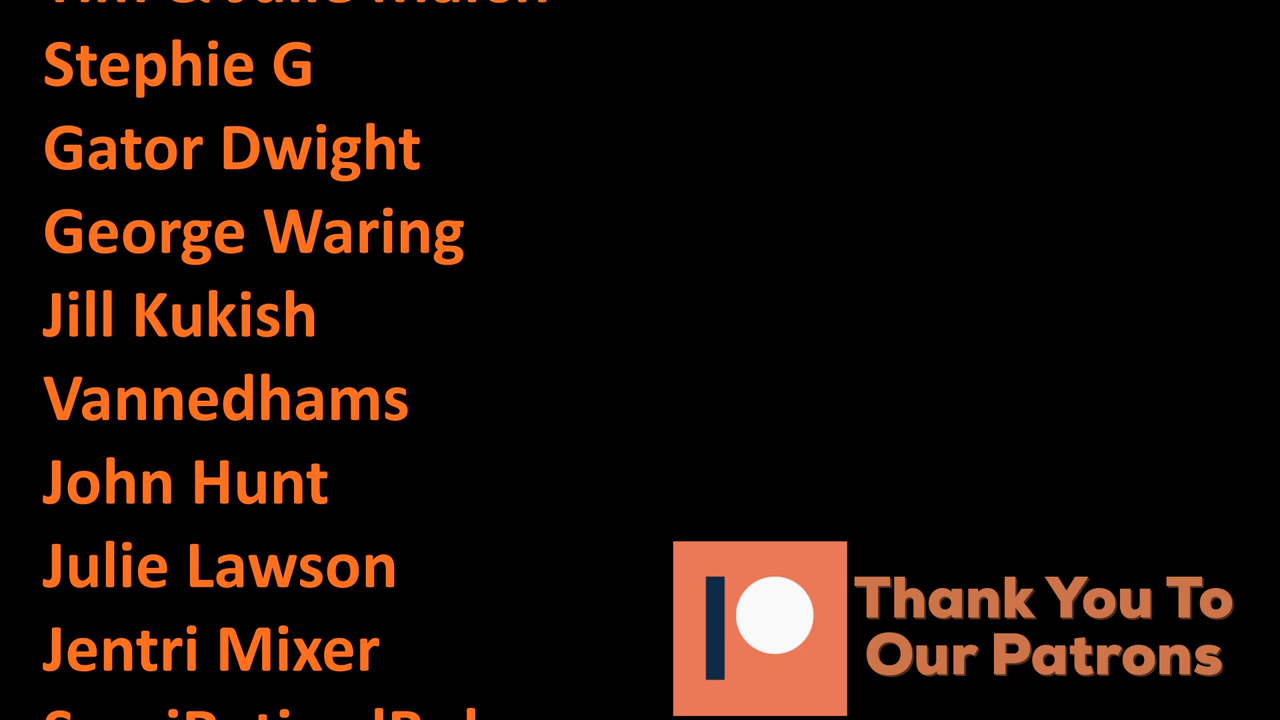 Stephie G
Gator Dwight
George Waring
Jill Kukish
Vannedhams
John Hunt
Julie Lawson
Jentri Mixer
Thank You To
Our Patrons